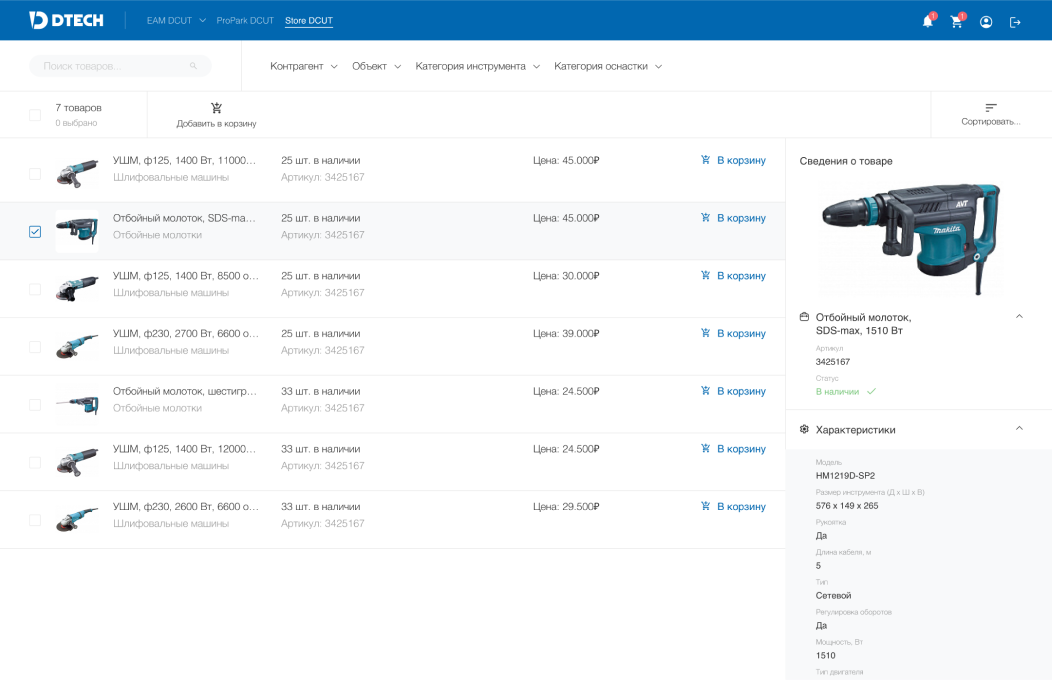 DTECH
EAM DCUT ProPark DCUT Store DCUT
1 1
Поиск товаров...
Контрагент Объект Категория инструмента Категория оснастки
7 товаров
0 выбрано
Добавить в корзину
Сортировать...
УШМ, ф125, 1400 Вт, 11000... 25 шт. в наличии Цена: 45.000₽ В корзину
Шлифовальные машины Артикул: 3425167
Отбойный молоток, SDS-ma... 25 шт. в наличии Цена: 45.000₽ В корзину
Отбойные молотки Артикул: 3425167
УШМ, ф125, 1400 Вт, 8500 о... 25 шт. в наличии Цена: 30.000₽ В корзину
Шлифовальные машины Артикул: 3425167
УШМ, ф230, 2700 Вт, 6600 о... 25 шт. в наличии Цена: 39.000₽ В корзину
Шлифовальные машины Артикул: 3425167
Отбойный молоток, шестигр... 33 шт. в наличии Цена: 24.500₽ В корзину
Отбойные молотки Артикул: 3425167
УШМ, ф125, 1400 Вт, 12000... 33 шт. в наличии Цена: 24.500₽ В корзину
Шлифовальные машины Артикул: 3425167
УШМ, ф230, 2600 Вт, 6600 о... 33 шт. в наличии Цена: 29.500₽ В корзину
Шлифовальные машины Артикул: 3425167
Сведения о товаре
AVT
makita
Отбойный молоток,
SDS-max, 1510 Вт
Артикул
3425167
Статус
В наличии
Характеристики
Модель
HM1219D-SP2
Размер инструмента (Д х Ш х В)
576 x 149 x 265
Рукоятка
Да
Длина кабеля, м
5
Тип
Сетевой
Регулировка оборотов
Да
Мощность, Вт
1510
Тип двигателя